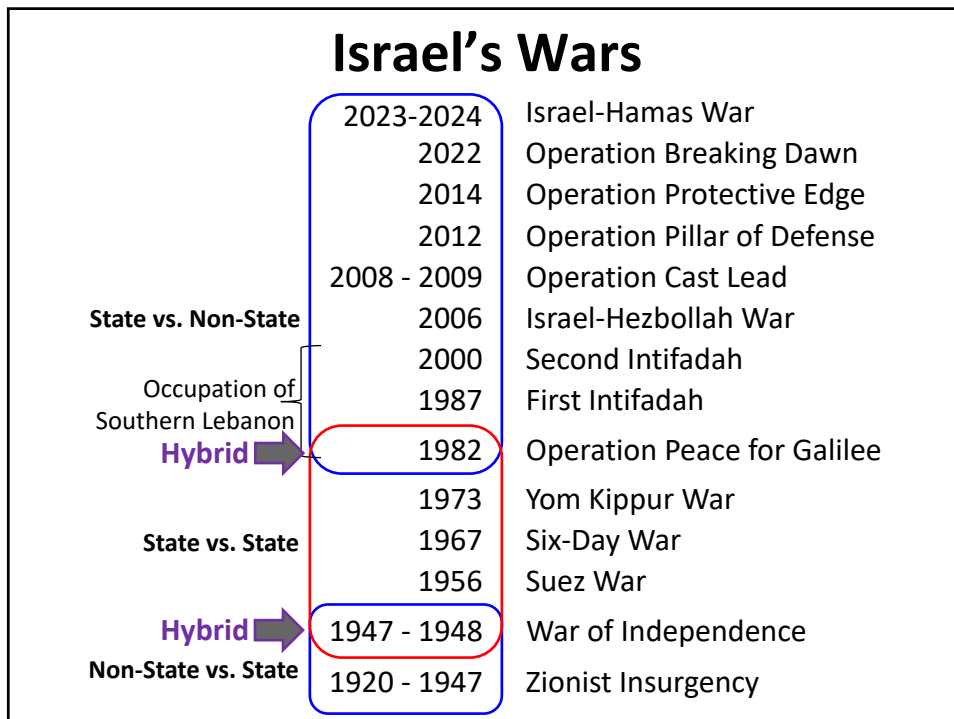 Israel's Wars
2023-2024 Israel-Hamas War
2022 Operation Breaking Dawn
2014 Operation Protective Edge
2012 Operation Pillar of Defense
2008 - 2009 Operation Cast Lead
State vs. Non-State 2006 Israel-Hezbollah War
2000 Second Intifadah
Occupation of
Southern Lebanon
1987 First Intifadah
Hybrid 1982 Operation Peace for Galilee
1973 Yom Kippur War
State vs. State 1967 Six-Day War
1956 Suez War
Hybrid 1947 - 1948 War of Independence
Non-State vs. State
1920 - 1947 Zionist Insurgency